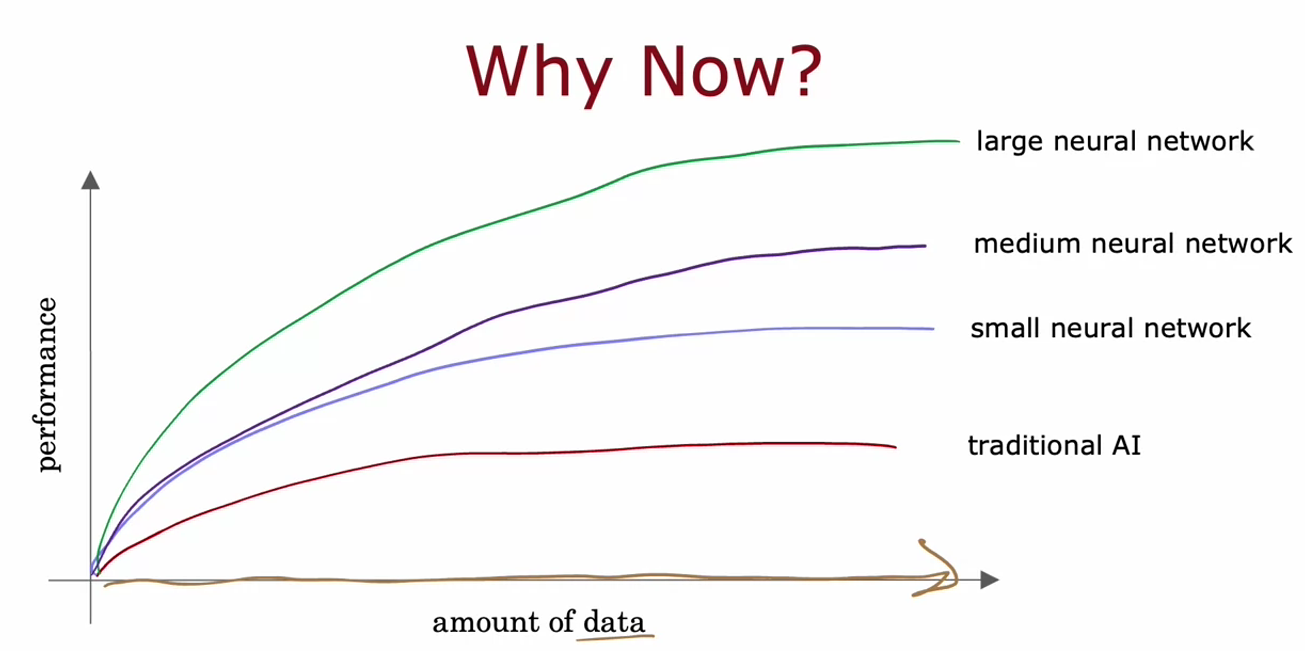 Why Now?
large neural network
medium neural network
small neural network
traditional AI
performance
amount of data